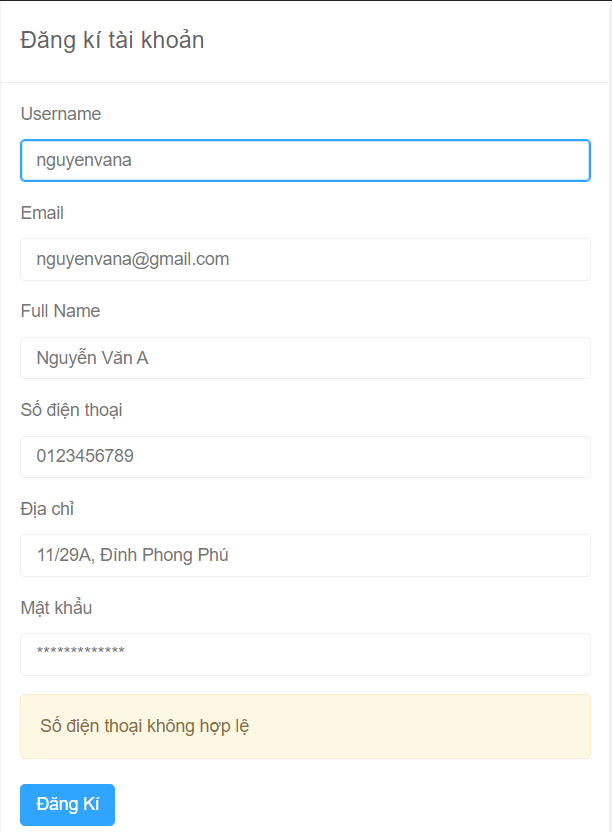 Đăng kí tài khoản
Username
nguyenvana
Email
nguyenvana@gmail.com
Full Name
Nguyễn Văn A
Số điện thoại
0123456789
Địa chỉ
11/29A, Đình Phong Phú
Mật khẩu
*************
Số điện thoại không hợp lệ
Đăng Kí